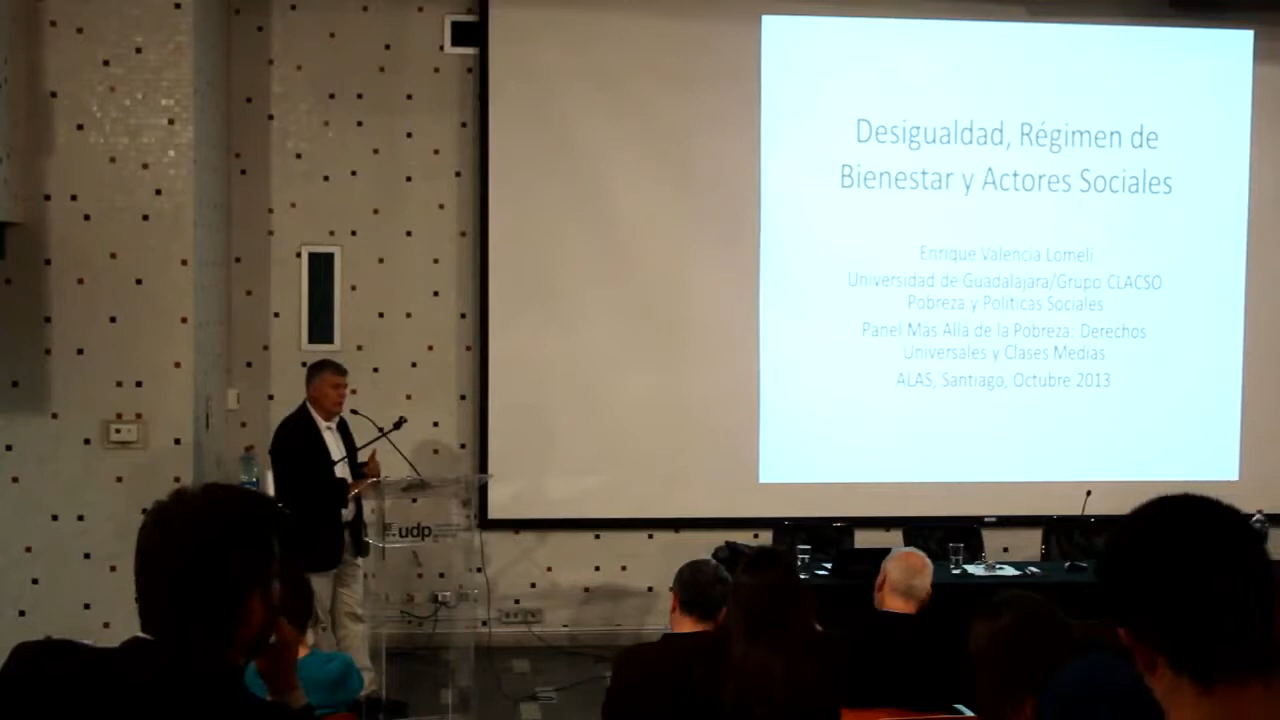 Desigualdad, Régimen de
Bienestar y Actores Sociales
Enrique Valencia Lomelí
Universidad de Guadalajara/Grupo CLACSO
Pobreza y Políticas Sociales
Panel Más Allá de la Pobreza: Derechos
Universales y Clases Medias
ALAS, Santiago, Octubre 2013
udp